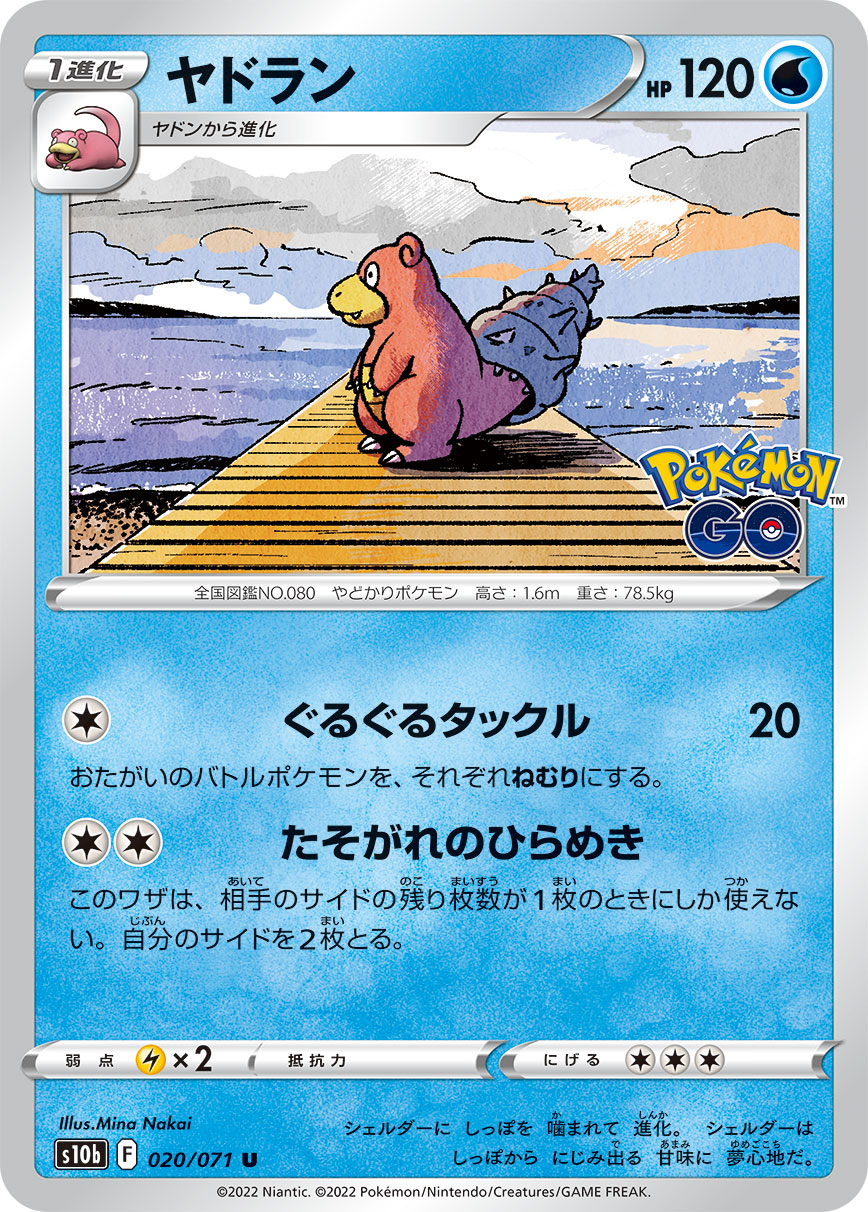 1進化
ヤドラン
HP 120
ヤドンから進化
Pokémon
GO
TM
全国図鑑NO.080 やどかりポケモン 高さ：1.6m 重さ：78.5kg
ぐるぐるタックル 20
おたがいのバトルポケモンを、それぞれねむりにする。
たそがれのひらめき
このワザは、相手のサイドの残り枚数が1枚のときにしか使えな
い。自分のサイドを2枚とる。
弱点 ×2 抵抗力 にげる
Illus.Mina Nakai
シェルダーに しっぽを 噛まれて 進化。 シェルダーは
しっぽから にじみ出る 甘味に 夢心地だ。
s10b F 020/071 U
©2022 Niantic. ©2022 Pokémon/Nintendo/Creatures/GAME FREAK.